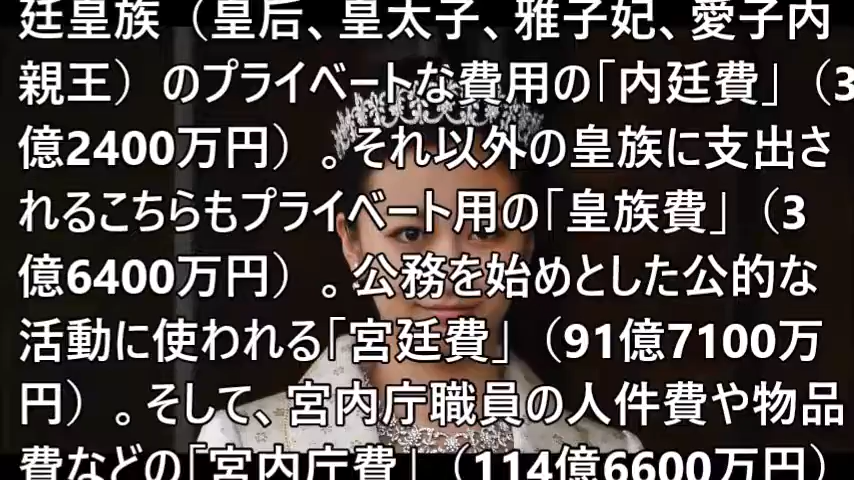 廷皇族（皇后、皇太子、雅子妃、愛子内
親王）のプライベートな費用の「内廷費」（3
億2400万円）。それ以外の皇族に支出さ
れるこちらもプライベート用の「皇族費」（3
億6400万円）。公務を始めとした公的な
活動に使われる「宮廷費」（91億7100万
円）。そして、宮内庁職員の人件費や物品
費などの「宮内庁費」（114億6600万円）